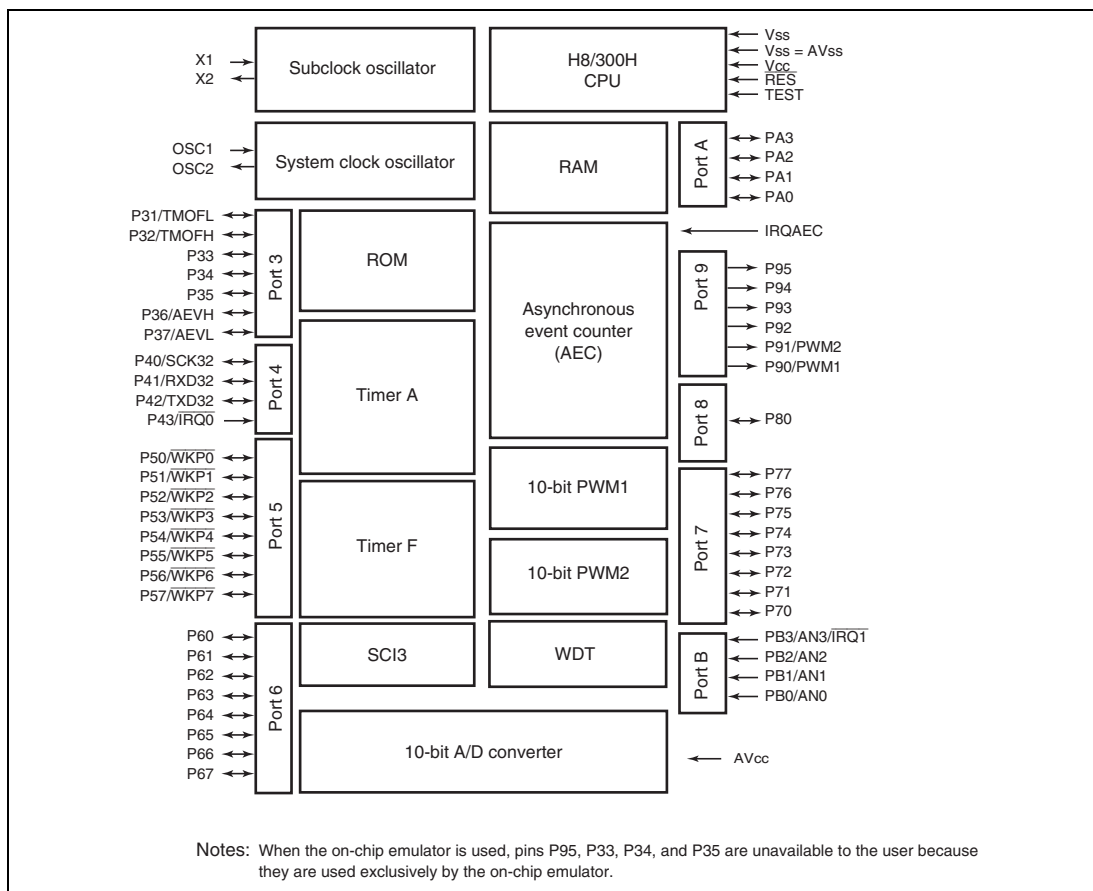 X1
X2
Subclock oscillator
H8/300H
CPU
Vss
Vss = AVss
Vcc
RES
TEST
OSC1
OSC2
System clock oscillator
RAM
Port A
PA3
PA2
PA1
PA0
P31/TMOFL
P32/TMOFH
P33
P34
P35
P36/AEVH
P37/AEVL
Port 3
ROM
Asynchronous
event counter
(AEC)
IRQAEC
Port 9
P95
P94
P93
P92
P91/PWM2
P90/PWM1
P40/SCK32
P41/RXD32
P42/TXD32
P43/IRQ0
Port 4
Timer A
Port 8
P80
P50/WKP0
P51/WKP1
P52/WKP2
P53/WKP3
P54/WKP4
P55/WKP5
P56/WKP6
P57/WKP7
Port 5
Timer F
10-bit PWM1
10-bit PWM2
Port 7
P77
P76
P75
P74
P73
P72
P71
P70
P60
P61
P62
P63
P64
P65
P66
P67
Port 6
SCI3
WDT
Port B
PB3/AN3/IRQ1
PB2/AN2
PB1/AN1
PB0/AN0
10-bit A/D converter
AVcc
Notes: When the on-chip emulator is used, pins P95, P33, P34, and P35 are unavailable to the user because
they are used exclusively by the on-chip emulator.